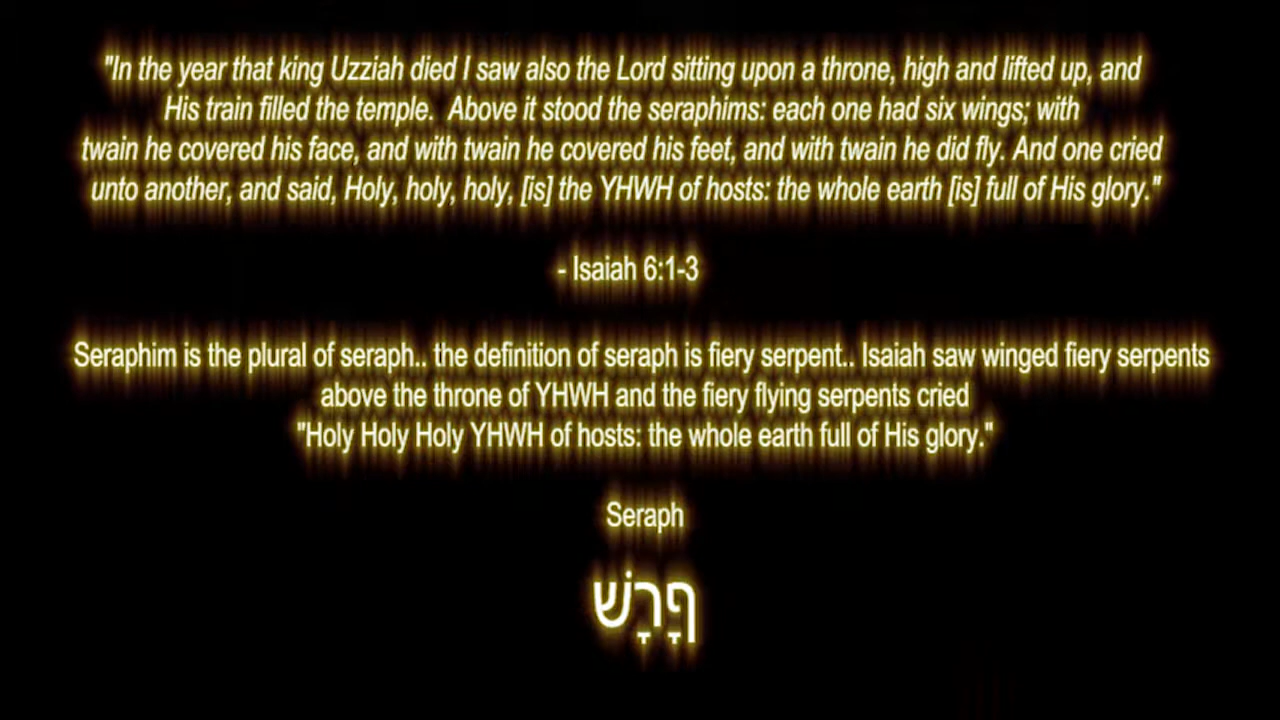 "In the year that king Uzziah died I saw also the Lord sitting upon a throne, high and lifted up, and
His train filled the temple. Above it stood the seraphims: each one had six wings; with
twain he covered his face, and with twain he covered his feet, and with twain he did fly. And one cried
unto another, and said, Holy, holy, holy, [is] the YHWH of hosts: the whole earth [is] full of His glory."
- Isaiah 6:1-3
Seraphim is the plural of seraph.. the definition of seraph is fiery serpent.. Isaiah saw winged fiery serpents
above the throne of YHWH and the fiery flying serpents cried
"Holy Holy Holy YHWH of hosts: the whole earth full of His glory."
Seraph
ףָרָשׁ